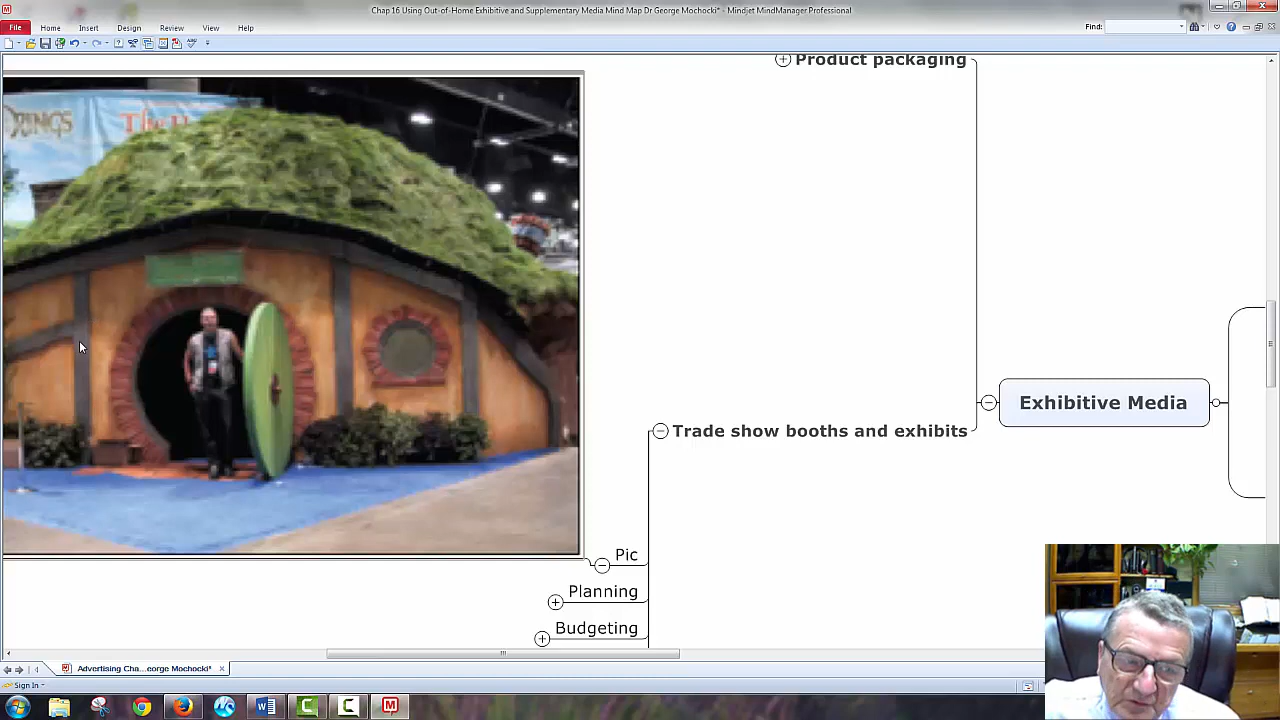 Chap 16 Using Out-of-Home Exhibitive and Supplementary Media Mind Map Dr George Mochocki* - Mindjet MindManager Professional
File Home Insert Design Review View Help Find:
Product packaging
Exhibitive Media
Trade show booths and exhibits
Pic
Planning
Budgeting
Advertising Cha...eorge Mochocki*
Sign In